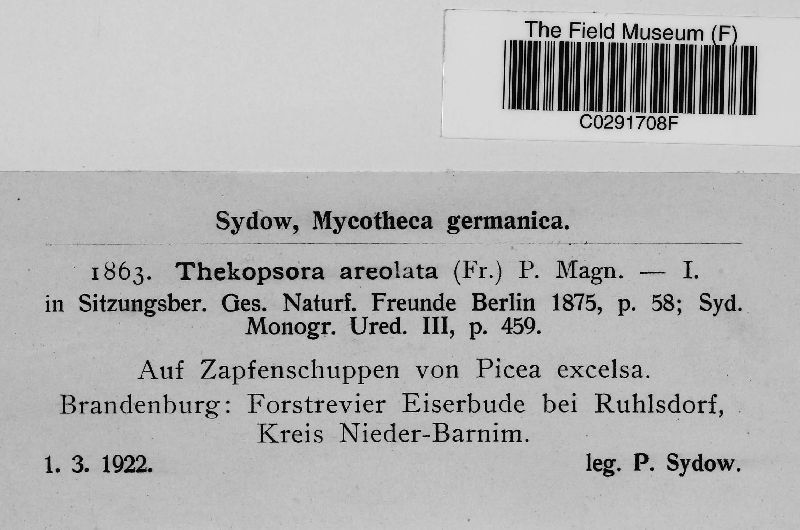 The Field Museum (F)
C0291708F
Sydow, Mycotheca germanica.
1863. Thekopsora areolata (Fr.) P. Magn. — I.
in Sitzungsber. Ges. Naturf. Freunde Berlin 1875, p. 58; Syd.
Monogr. Ured. III, p. 459.
Auf Zapfenschuppen von Picea excelsa.
Brandenburg: Forstrevier Eiserbude bei Ruhlsdorf,
Kreis Nieder-Barnim.
1. 3. 1922. leg. P. Sydow.